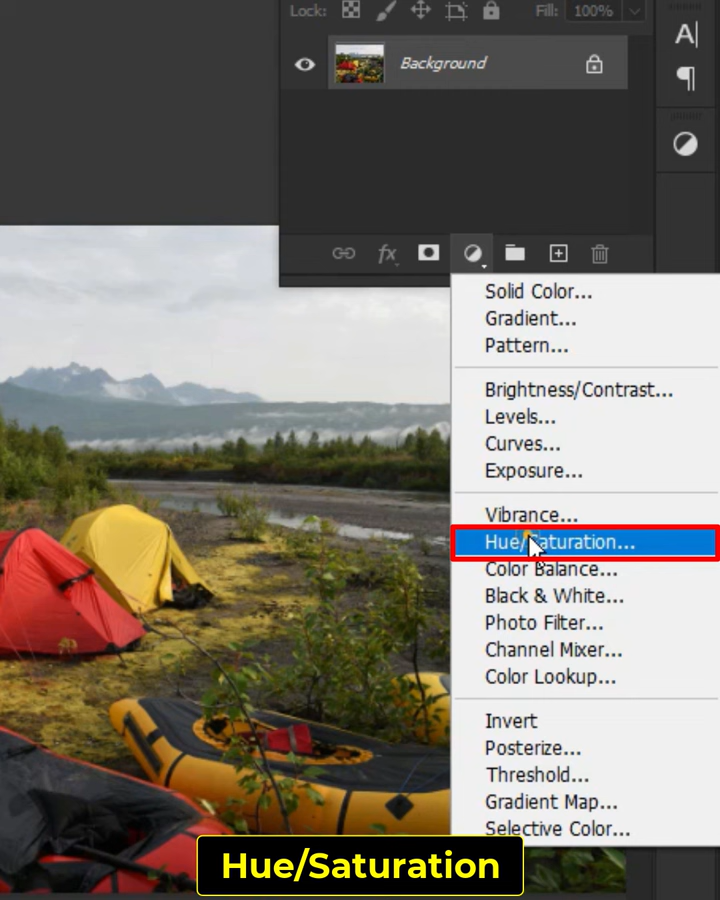 Lock: Fill: 100%
A|
Background
fx
Solid Color...
Gradient...
Pattern...
Brightness/Contrast...
Levels...
Curves...
Exposure...
Vibrance...
Hue/Saturation...
Color Balance...
Black & White...
Photo Filter...
Channel Mixer...
Color Lookup...
Invert
Posterize...
Threshold...
Gradient Map...
Selective Color...
Hue/Saturation